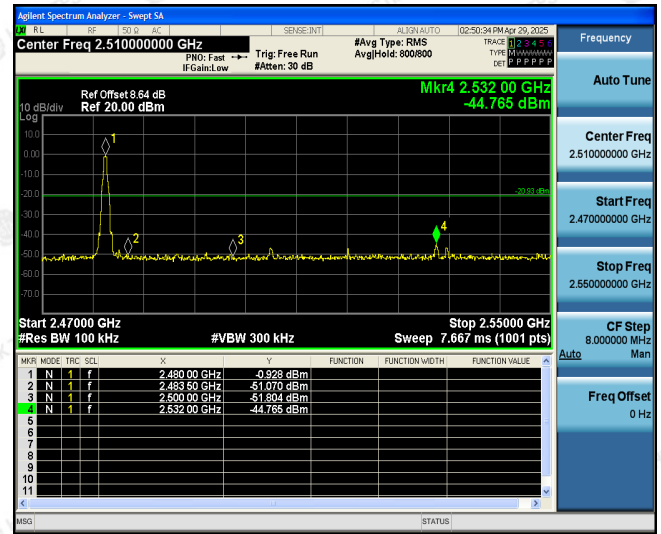 Agilent Spectrum Analyzer - Swept SA
LXI RL RF 50 Ω AC SENSE:INT ALIGN AUTO 02:50:34 PM Apr 29, 2025
Center Freq 2.510000000 GHz
PNO: Fast
IFGain:Low
Trig: Free Run
#Atten: 30 dB
#Avg Type: RMS
Avg|Hold: 800/800
TRACE 1 2 3 4 5 6
TYPE M
DET P P P P P P
Ref Offset 8.64 dB
Ref 20.00 dBm
10 dB/div
Log
Mkr4 2.532 00 GHz
-44.765 dBm
10.0
0.00
-10.0
-20.0
-30.0
-40.0
-50.0
-60.0
-70.0
1
2
3
4
-20.93 dBm
Start 2.47000 GHz Stop 2.55000 GHz
#Res BW 100 kHz #VBW 300 kHz Sweep 7.667 ms (1001 pts)
MKR MODE TRC SCL X Y FUNCTION FUNCTION WIDTH FUNCTION VALUE
1 N 1 f 2.480 00 GHz -0.928 dBm
2 N 1 f 2.483 50 GHz -51.070 dBm
3 N 1 f 2.500 00 GHz -51.804 dBm
4 N 1 f 2.532 00 GHz -44.765 dBm
5
6
7
8
9
10
11
MSG STATUS
Frequency
Auto Tune
Center Freq
2.510000000 GHz
Start Freq
2.470000000 GHz
Stop Freq
2.550000000 GHz
CF Step
8.000000 MHz
Auto Man
Freq Offset
0 Hz